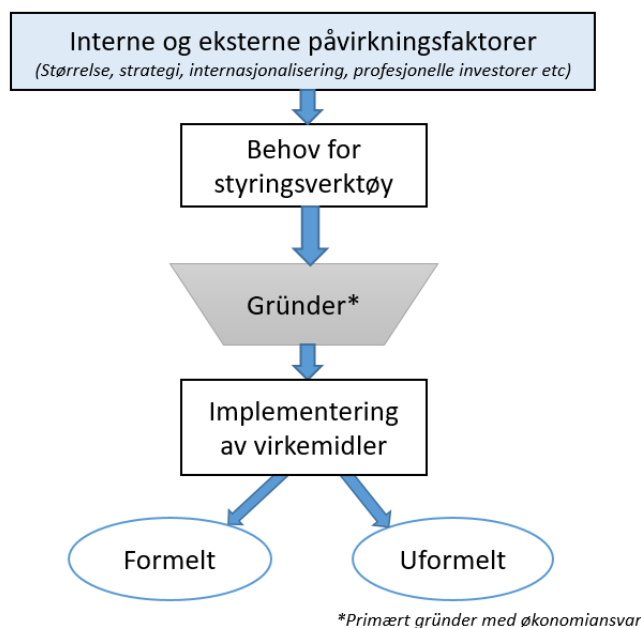 Interne og eksterne påvirkningsfaktorer
(Størrelse, strategi, internasjonalisering, profesjonelle investorer etc)
Behov for
styringsverktøy
Gründer*
Implementering
av virkemidler
Formelt
Uformelt
*Primært gründer med økonomiansvar